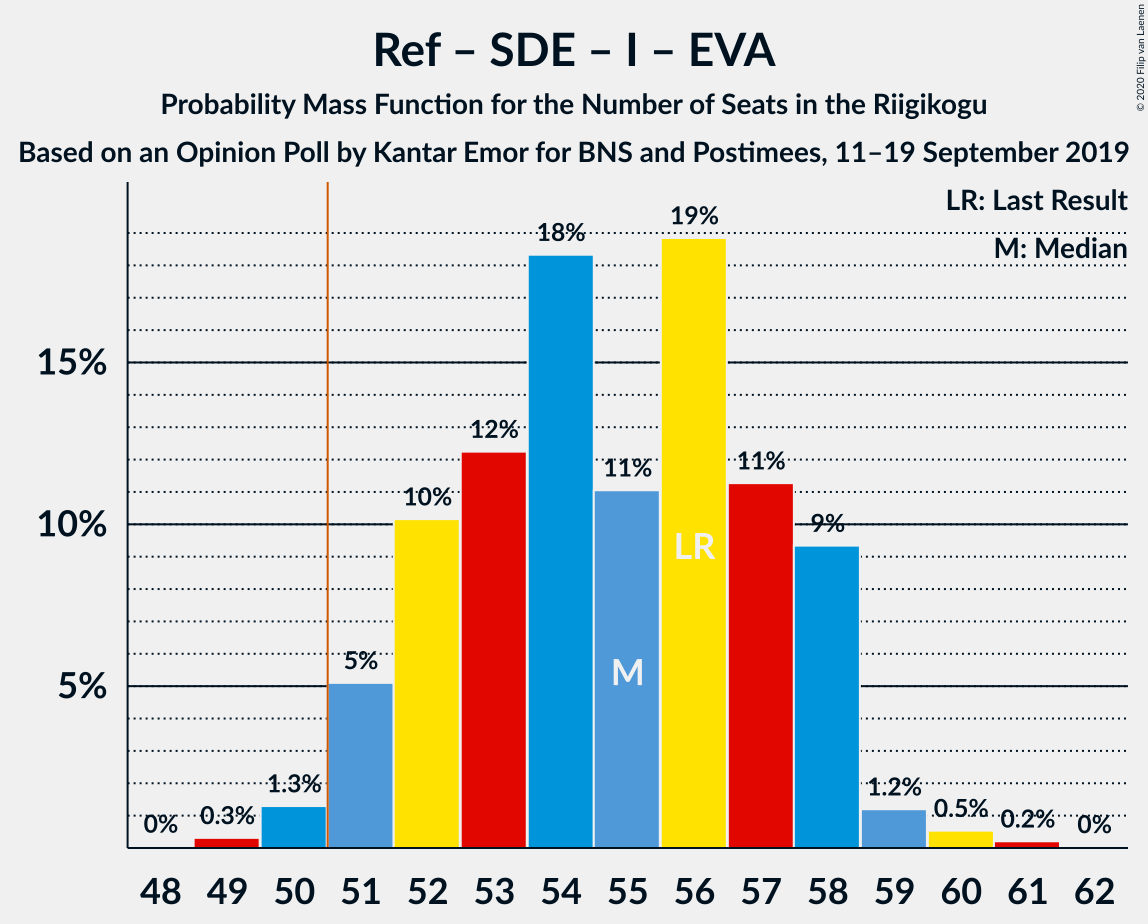 Ref – SDE – I – EVA
Probability Mass Function for the Number of Seats in the Riigikogu
Based on an Opinion Poll by Kantar Emor for BNS and Postimees, 11–19 September 2019
© 2020 Filip van Laenen
LR: Last Result
M: Median
15%
10%
5%
0%
0.3%
1.3%
5%
10%
12%
18%
11%
19%
11%
9%
1.2%
0.5%
0.2%
0%
LR
M
48 49 50 51 52 53 54 55 56 57 58 59 60 61 62